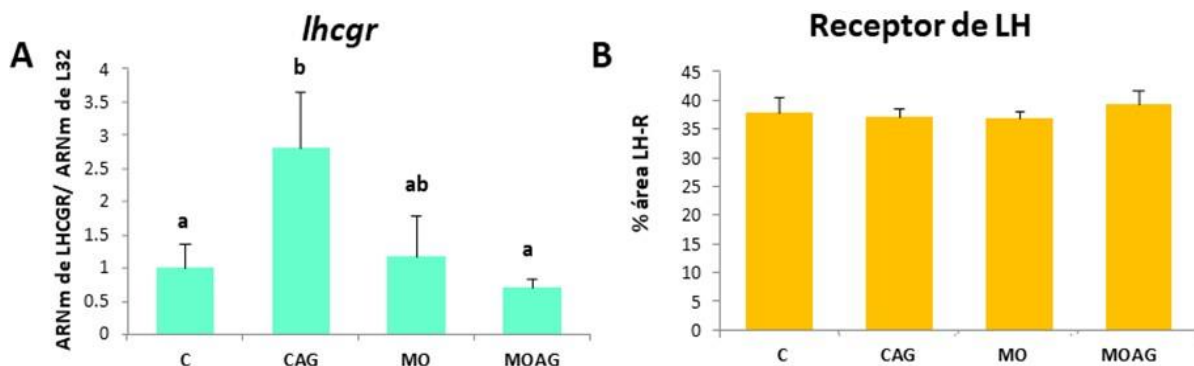 A
lhcgr
ARNm de LHCGR/ ARNm de L32
4
3.5
3
2.5
2
1.5
1
0.5
0
a
b
ab
a
C
CAG
MO
MOAG
B
Receptor de LH
% área LH-R
45
40
35
30
25
20
15
10
5
0
C
CAG
MO
MOAG